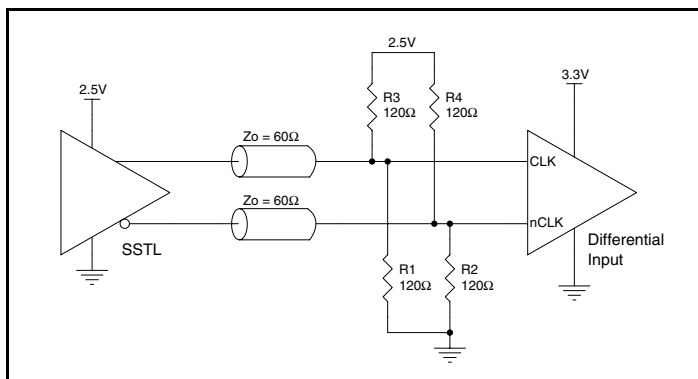 2.5V
2.5V
3.3V
R3
120Ω
R4
120Ω
Zo = 60Ω
CLK
Zo = 60Ω
nCLK
SSTL
Differential
Input
R1
120Ω
R2
120Ω